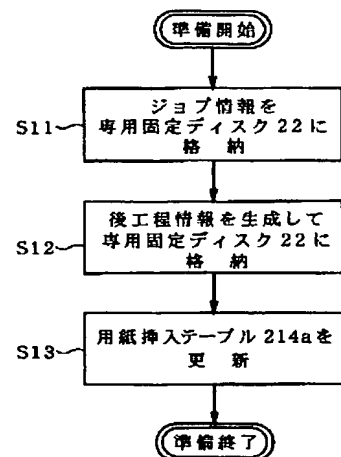 準備開始
S11
ジョブ情報を
専用固定ディスク22に
格納
S12
後工程情報を生成して
専用固定ディスク22に
格納
S13
用紙挿入テーブル214aを
更新
準備終了